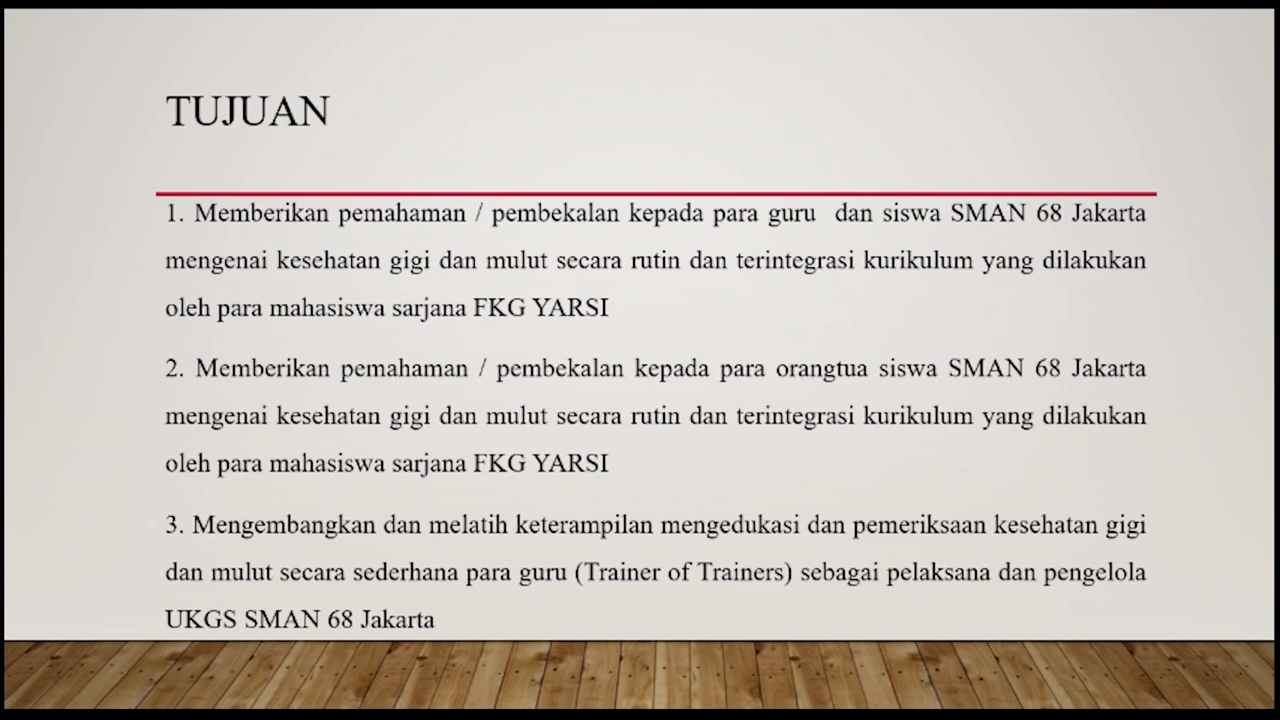 TUJUAN
1. Memberikan pemahaman / pembekalan kepada para guru dan siswa SMAN 68 Jakarta
mengenai kesehatan gigi dan mulut secara rutin dan terintegrasi kurikulum yang dilakukan
oleh para mahasiswa sarjana FKG YARSI
2. Memberikan pemahaman / pembekalan kepada para orangtua siswa SMAN 68 Jakarta
mengenai kesehatan gigi dan mulut secara rutin dan terintegrasi kurikulum yang dilakukan
oleh para mahasiswa sarjana FKG YARSI
3. Mengembangkan dan melatih keterampilan mengedukasi dan pemeriksaan kesehatan gigi
dan mulut secara sederhana para guru (Trainer of Trainers) sebagai pelaksana dan pengelola
UKGS SMAN 68 Jakarta